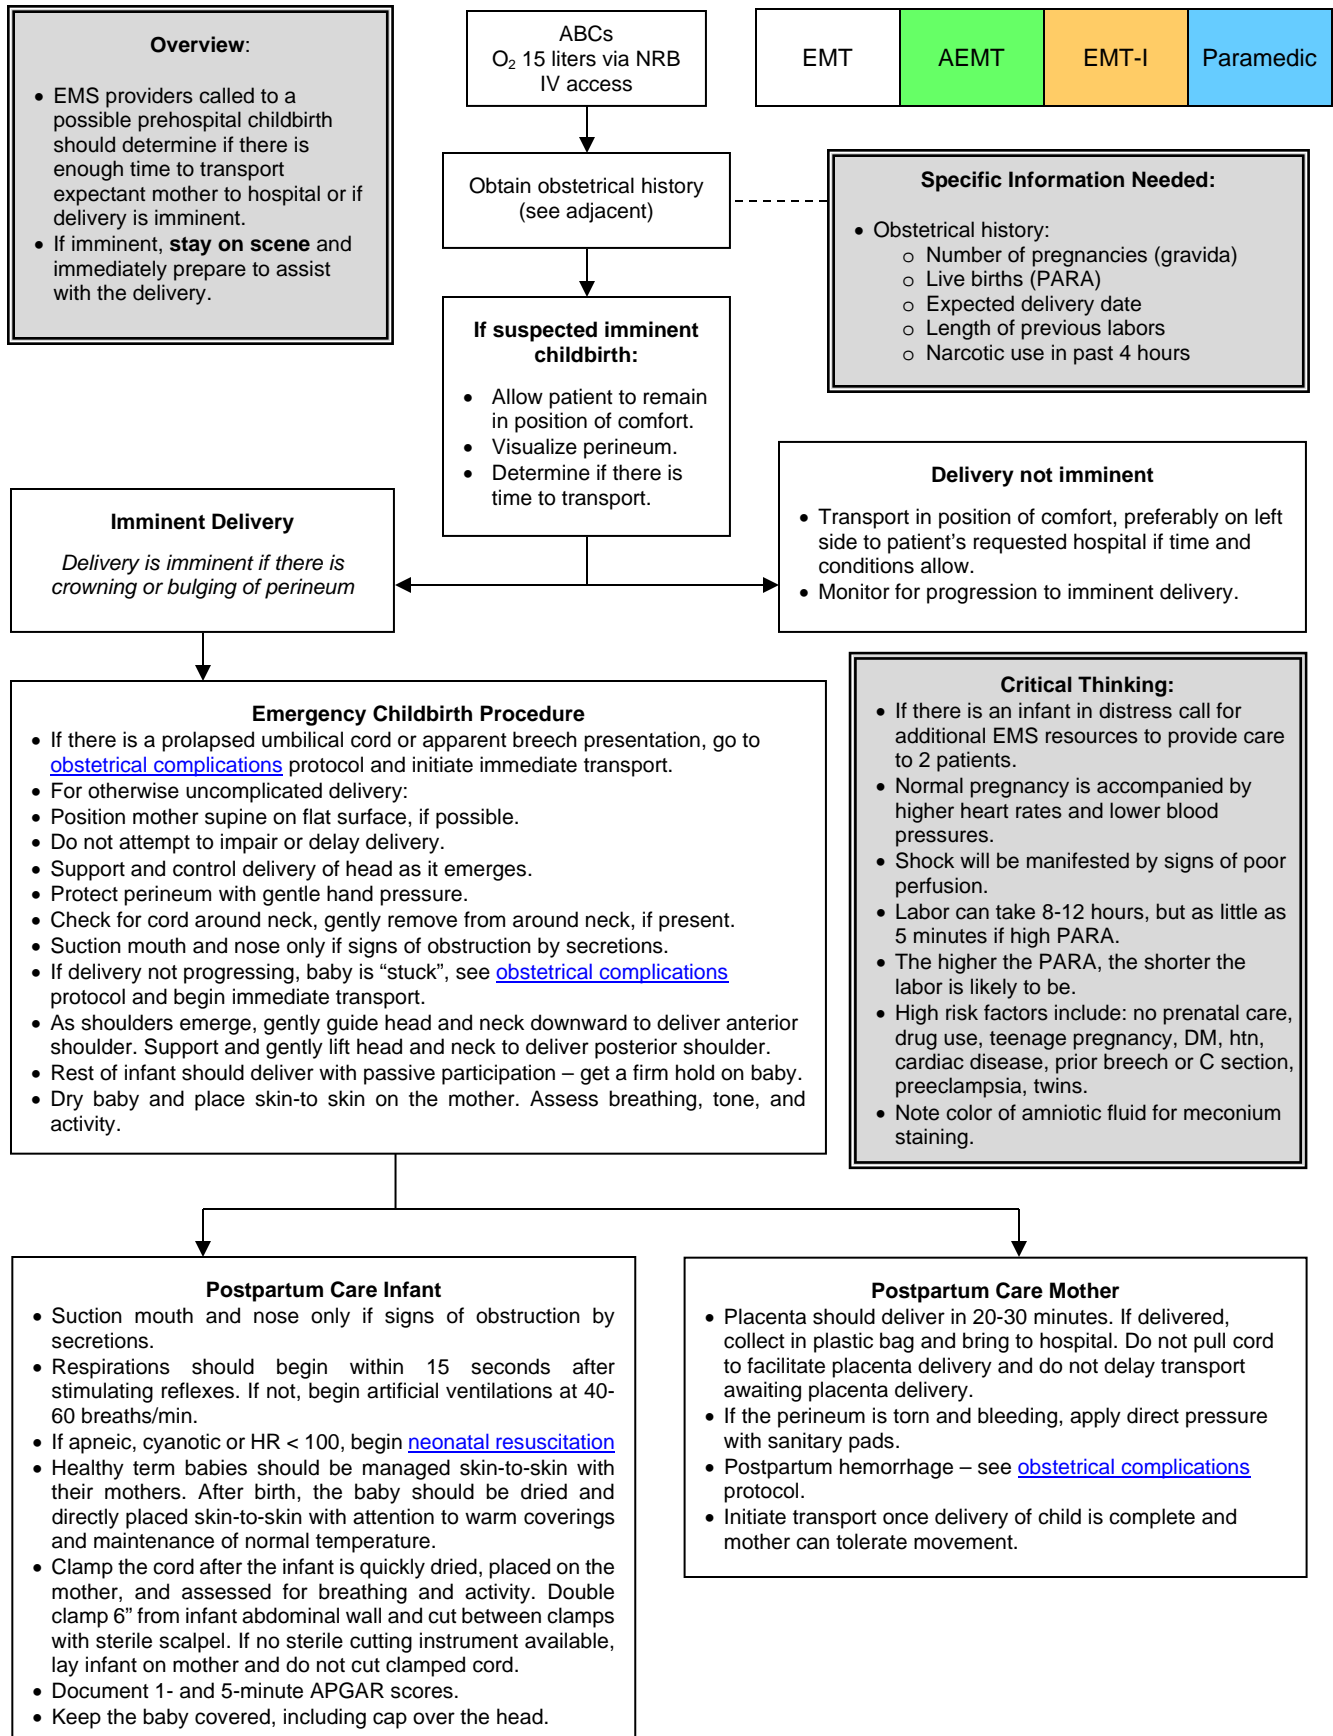 Overview:
• EMS providers called to a
possible prehospital childbirth
should determine if there is
enough time to transport
expectant mother to hospital or if
delivery is imminent.
• If imminent, stay on scene and
immediately prepare to assist
with the delivery.
ABCs
O₂ 15 liters via NRB
IV access
EMT
AEMT
EMT-I
Paramedic
Obtain obstetrical history
(see adjacent)
Specific Information Needed:
• Obstetrical history:
o Number of pregnancies (gravida)
o Live births (PARA)
o Expected delivery date
o Length of previous labors
o Narcotic use in past 4 hours
If suspected imminent
childbirth:
• Allow patient to remain
in position of comfort.
• Visualize perineum.
• Determine if there is
time to transport.
Imminent Delivery
Delivery is imminent if there is
crowning or bulging of perineum
Delivery not imminent
• Transport in position of comfort, preferably on left
side to patient's requested hospital if time and
conditions allow.
• Monitor for progression to imminent delivery.
Emergency Childbirth Procedure
• If there is a prolapsed umbilical cord or apparent breech presentation, go to
obstetrical complications protocol and initiate immediate transport.
• For otherwise uncomplicated delivery:
• Position mother supine on flat surface, if possible.
• Do not attempt to impair or delay delivery.
• Support and control delivery of head as it emerges.
• Protect perineum with gentle hand pressure.
• Check for cord around neck, gently remove from around neck, if present.
• Suction mouth and nose only if signs of obstruction by secretions.
• If delivery not progressing, baby is “stuck”, see obstetrical complications
protocol and begin immediate transport.
• As shoulders emerge, gently guide head and neck downward to deliver anterior
shoulder. Support and gently lift head and neck to deliver posterior shoulder.
• Rest of infant should deliver with passive participation – get a firm hold on baby.
• Dry baby and place skin-to skin on the mother. Assess breathing, tone, and
activity.
Critical Thinking:
• If there is an infant in distress call for
additional EMS resources to provide care
to 2 patients.
• Normal pregnancy is accompanied by
higher heart rates and lower blood
pressures.
• Shock will be manifested by signs of poor
perfusion.
• Labor can take 8-12 hours, but as little as
5 minutes if high PARA.
• The higher the PARA, the shorter the
labor is likely to be.
• High risk factors include: no prenatal care,
drug use, teenage pregnancy, DM, htn,
cardiac disease, prior breech or C section,
preeclampsia, twins.
• Note color of amniotic fluid for meconium
staining.
Postpartum Care Infant
• Suction mouth and nose only if signs of obstruction by
secretions.
• Respirations should begin within 15 seconds after
stimulating reflexes. If not, begin artificial ventilations at 40-
60 breaths/min.
• If apneic, cyanotic or HR < 100, begin neonatal resuscitation
• Healthy term babies should be managed skin-to-skin with
their mothers. After birth, the baby should be dried and
directly placed skin-to-skin with attention to warm coverings
and maintenance of normal temperature.
• Clamp the cord after the infant is quickly dried, placed on the
mother, and assessed for breathing and activity. Double
clamp 6” from infant abdominal wall and cut between clamps
with sterile scalpel. If no sterile cutting instrument available,
lay infant on mother and do not cut clamped cord.
• Document 1- and 5-minute APGAR scores.
• Keep the baby covered, including cap over the head.
Postpartum Care Mother
• Placenta should deliver in 20-30 minutes. If delivered,
collect in plastic bag and bring to hospital. Do not pull cord
to facilitate placenta delivery and do not delay transport
awaiting placenta delivery.
• If the perineum is torn and bleeding, apply direct pressure
with sanitary pads.
• Postpartum hemorrhage – see obstetrical complications
protocol.
• Initiate transport once delivery of child is complete and
mother can tolerate movement.